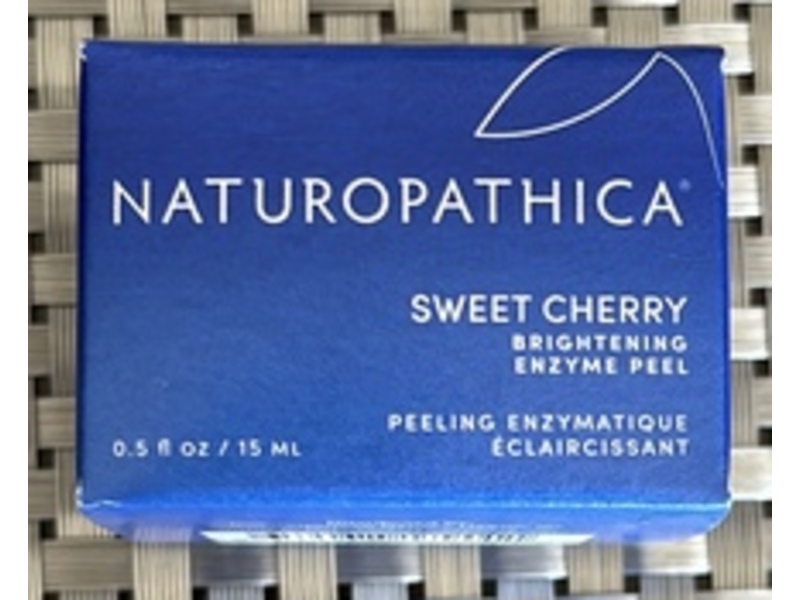 NATUROPATHICA®
SWEET CHERRY
BRIGHTENING
ENZYME PEEL
PEELING ENZYMATIQUE
ÉCLAIRCISSANT
0.5 fl oz / 15 ML